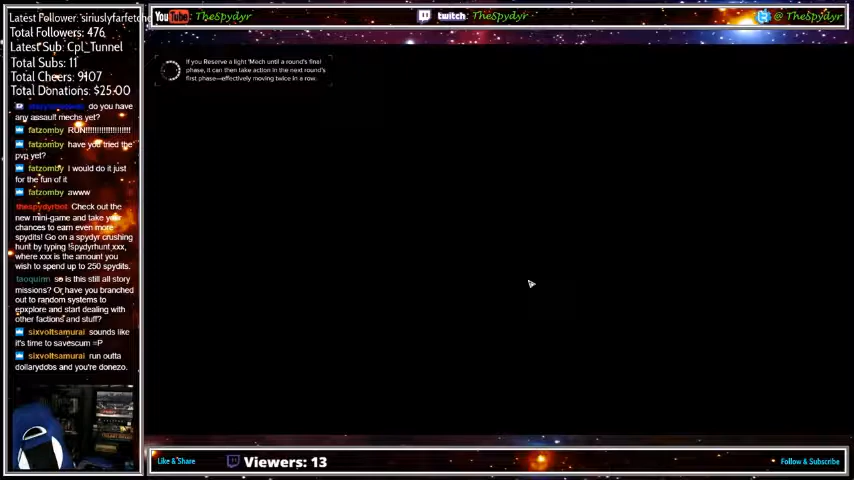 Latest Follower: siriuslyfarfetche
Total Followers: 476
Latest Sub: Cpl_Tunnel
Total Subs: 11
Total Cheers: 9107
Total Donations: $25.00
do you have
any assault mechs yet?
fatzomby RUN!!!!!!!!!!!!!!!!!!!!
fatzomby have you tried the
pvp yet?
fatzomby I would do it just
for the fun of it
fatzomby awww
thespydyrbot Check out the
new mini-game and take your
chances to earn even more
spydits! Go on a spydyr crushing
hunt by typing !spydyrhunt xxx,
where xxx is the amount you
wish to spend up to 250 spydits.
taoquinn so is this still all story
missions? Or have you branched
out to random systems to
epxplore and start dealing with
other factions and stuff?
sixvoltsamurai sounds like
it's time to savescum =P
sixvoltsamurai run outta
dollarydoos and you're donezo.
YouTube TheSpydyr
twitch: TheSpydyr
@ TheSpydyr
If you Reserve a light 'Mech until a round's final
phase, it can then take action in the next round's
first phase—effectively moving twice in a row.
Like & Share
Viewers: 13
Follow & Subscribe